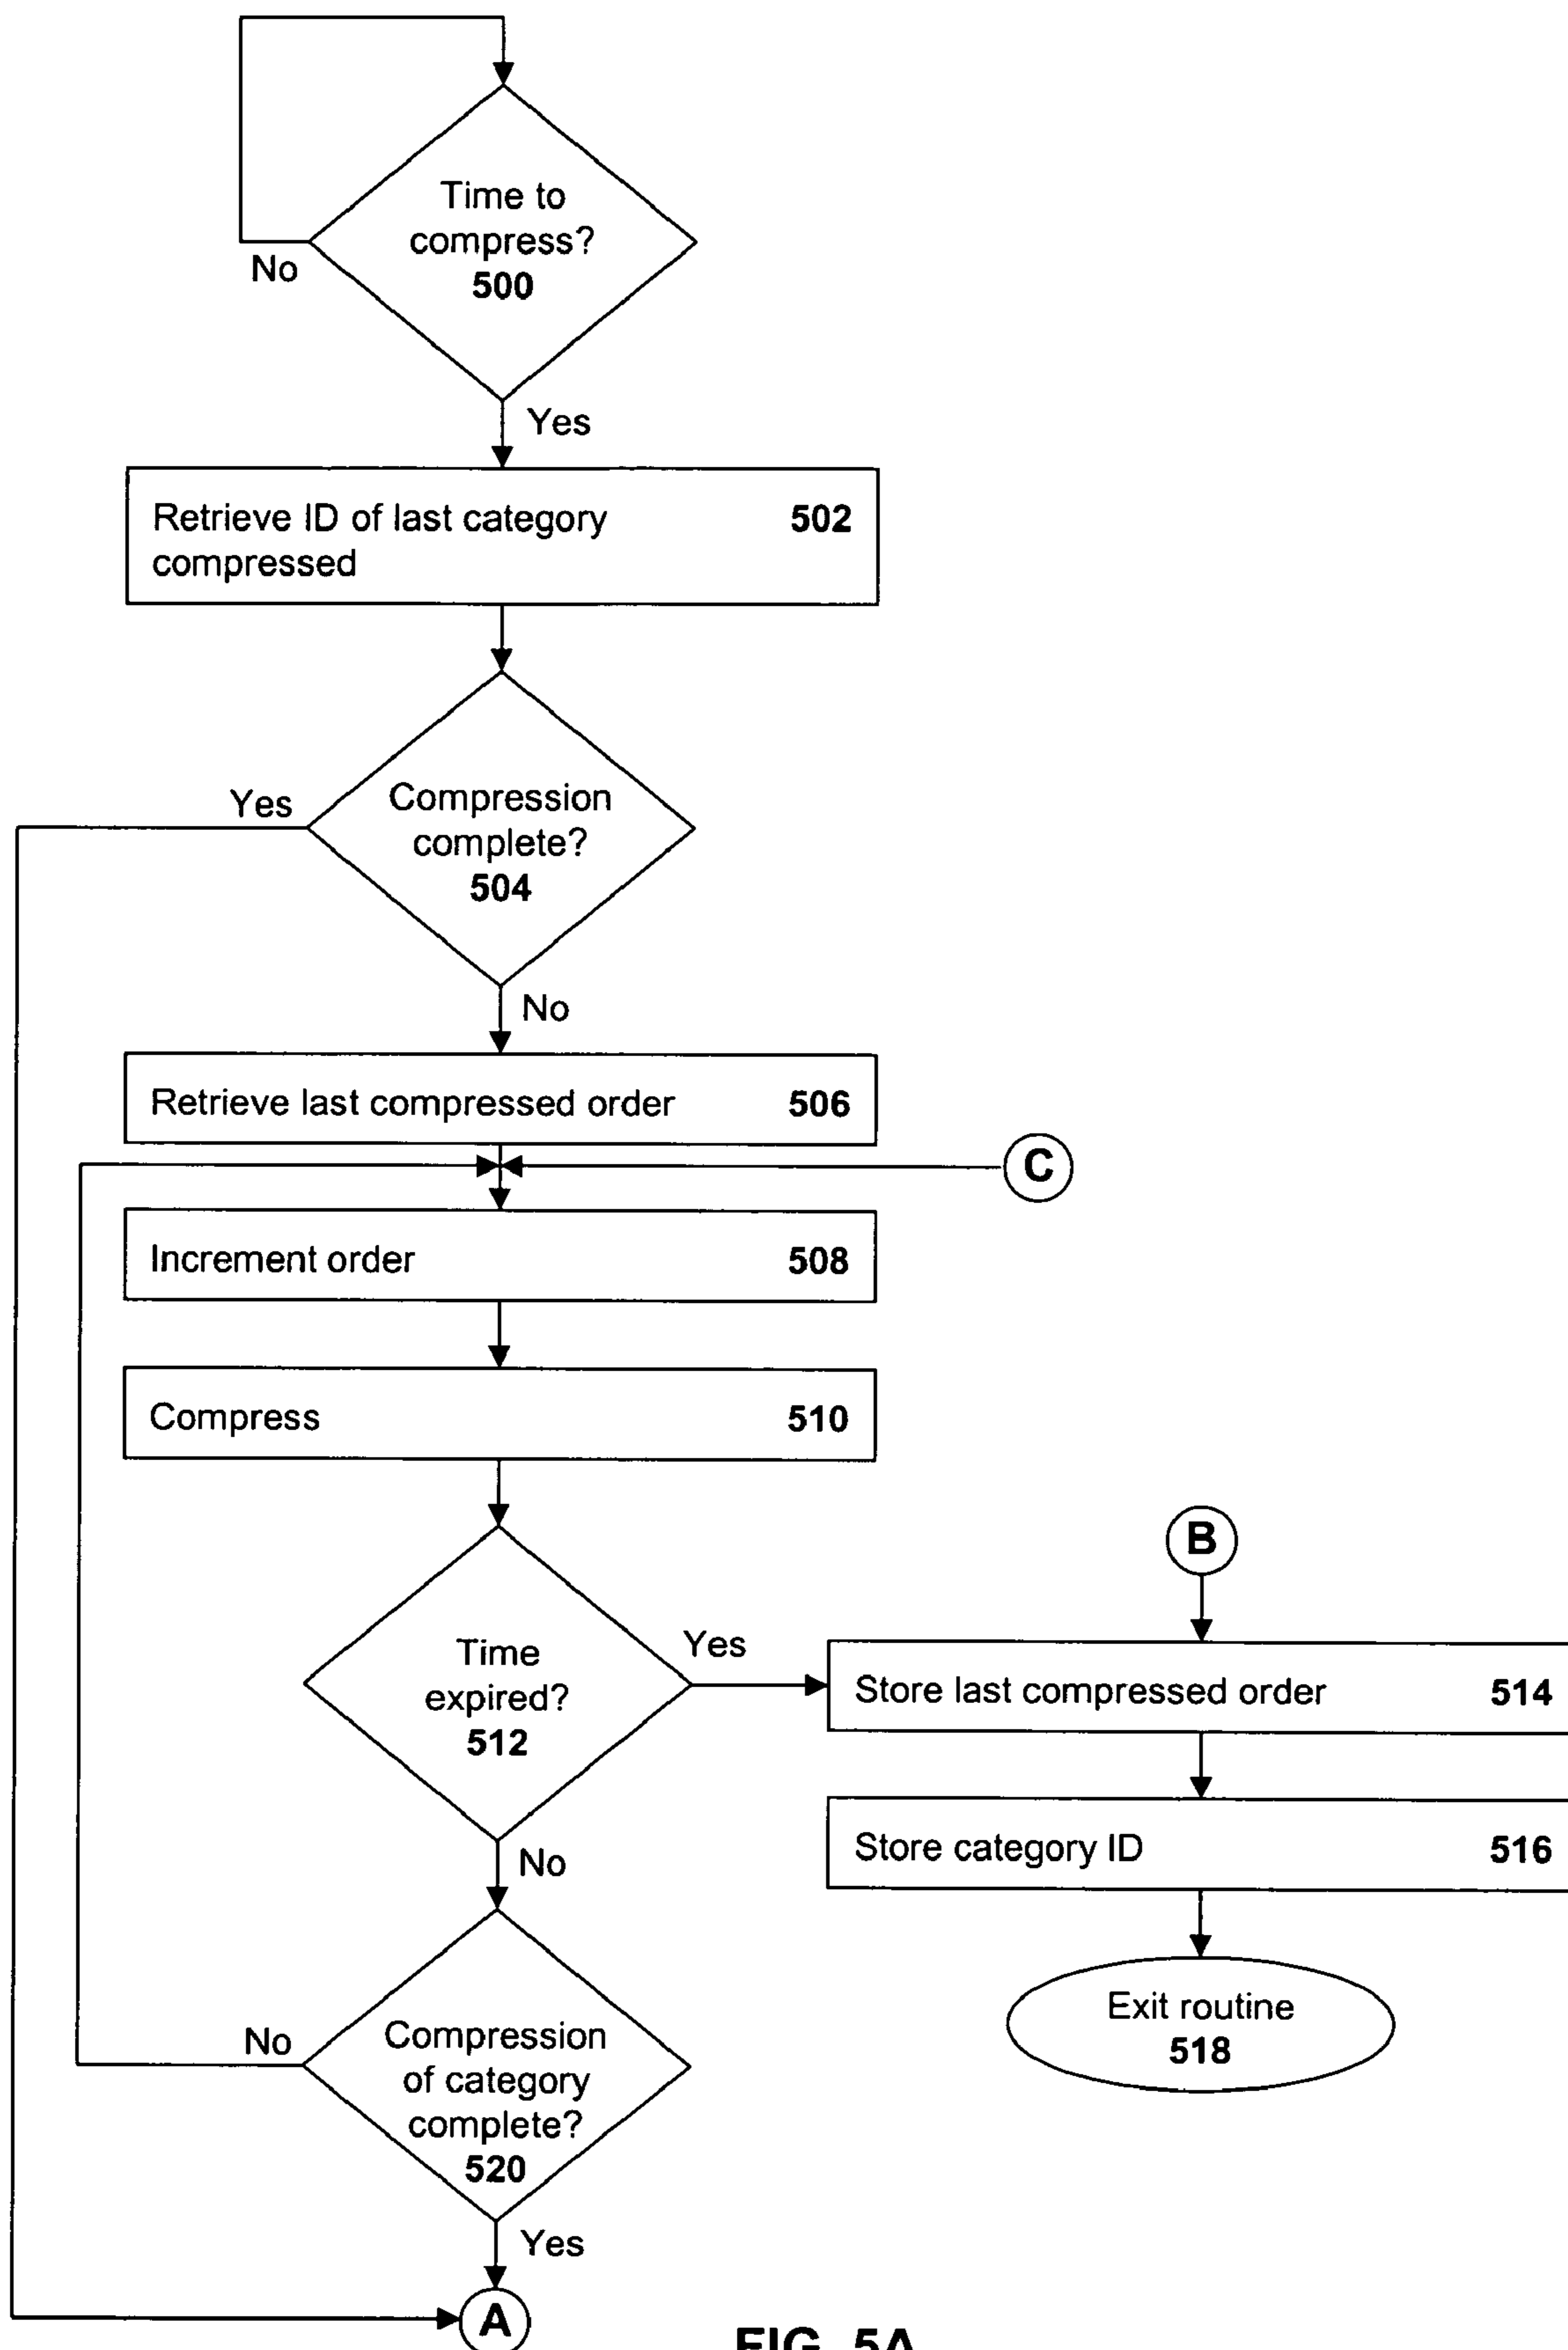 Time to
compress?
500
No
Yes
Retrieve ID of last category 502
compressed
Yes
Compression
complete?
504
No
Retrieve last compressed order 506
C
Increment order 508
Compress 510
B
Time
expired?
512
Yes
Store last compressed order 514
No
Store category ID 516
Exit routine
518
No
Compression
of category
complete?
520
Yes
A
FIG. 5A